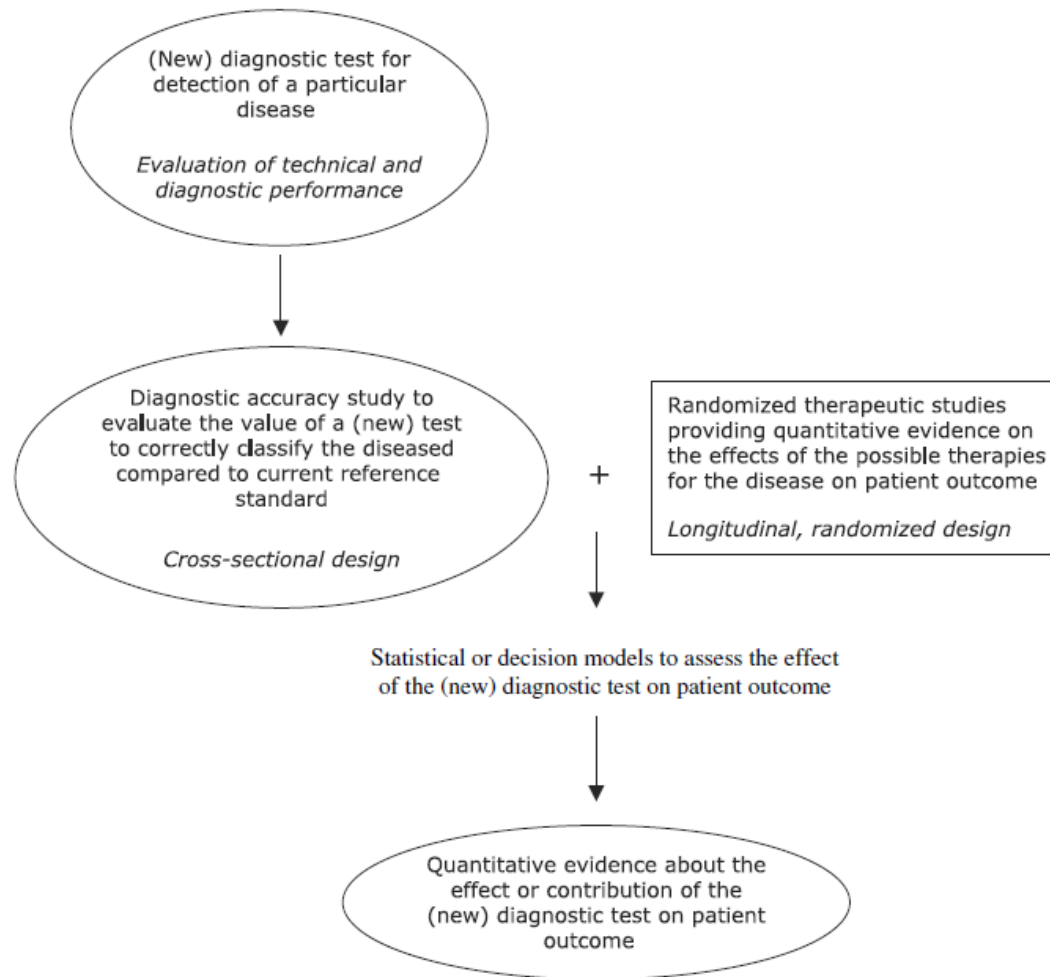 (New) diagnostic test for
detection of a particular
disease
Evaluation of technical and
diagnostic performance
Diagnostic accuracy study to
evaluate the value of a (new) test
to correctly classify the diseased
compared to current reference
standard
Cross-sectional design
+
Randomized therapeutic studies
providing quantitative evidence on
the effects of the possible therapies
for the disease on patient outcome
Longitudinal, randomized design
Statistical or decision models to assess the effect
of the (new) diagnostic test on patient outcome
Quantitative evidence about the
effect or contribution of the
(new) diagnostic test on patient
outcome